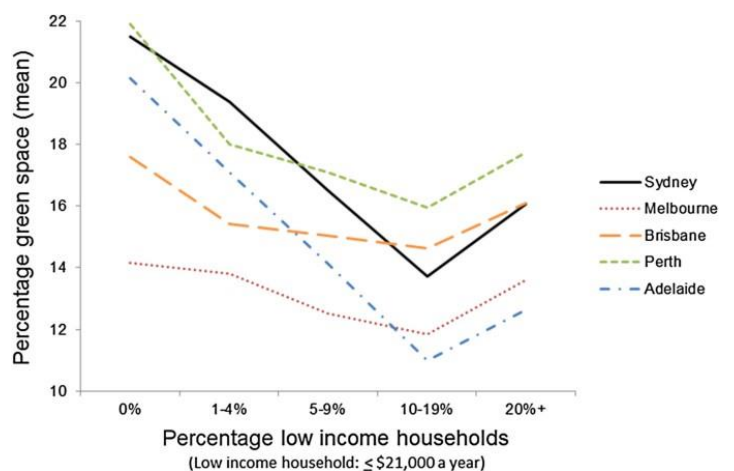 22
20
18
16
14
12
10
Percentage green space (mean)
0% 1-4% 5-9% 10-19% 20%+
Percentage low income households
(Low income household: ≤ $21,000 a year)
Sydney
Melbourne
Brisbane
Perth
Adelaide